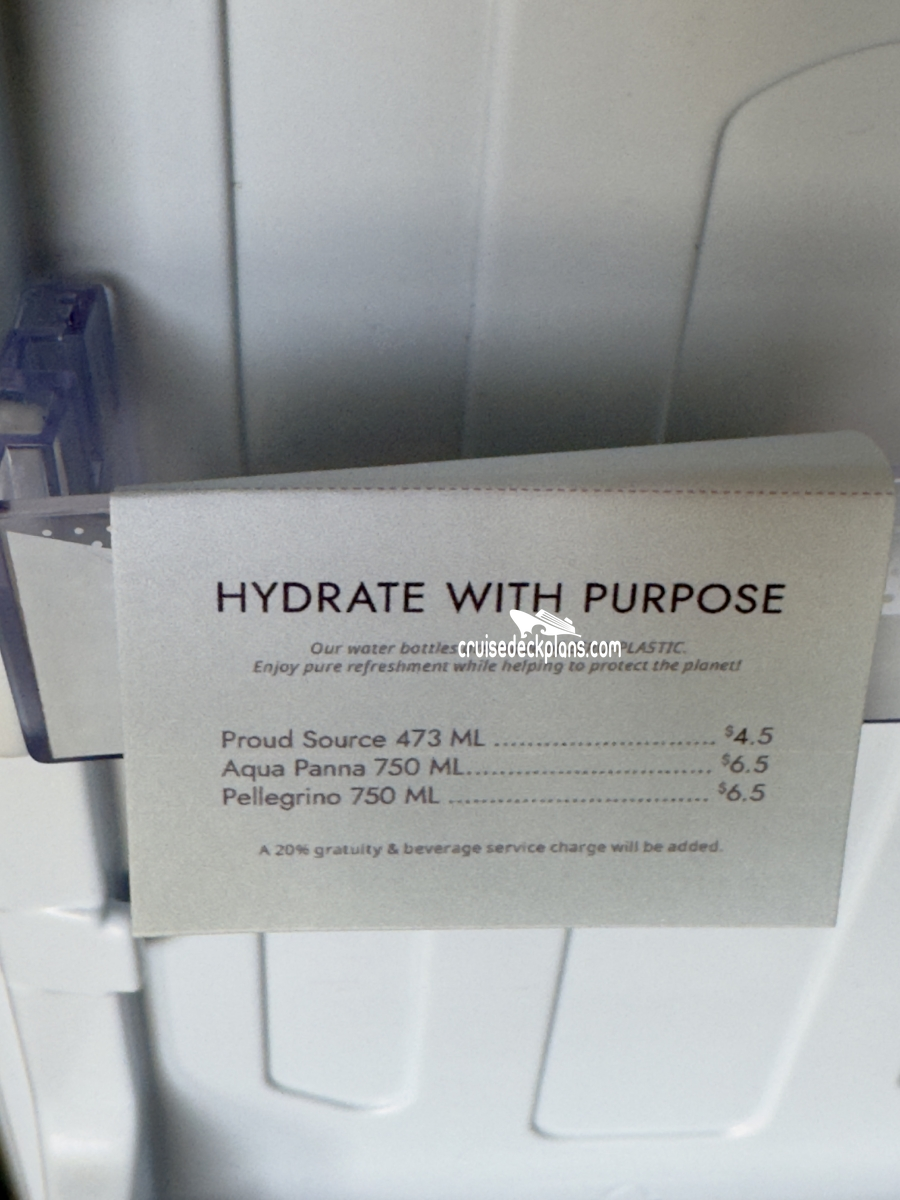 HYDRATE WITH PURPOSE
Our water bottles PLASTIC.
cruisedeckplans.com
Enjoy pure refreshment while helping to protect the planet!
Proud Source 473 ML ............................ $4.5
Aqua Panna 750 ML............................... $6.5
Pellegrino 750 ML ................................. $6.5
A 20% gratuity & beverage service charge will be added.